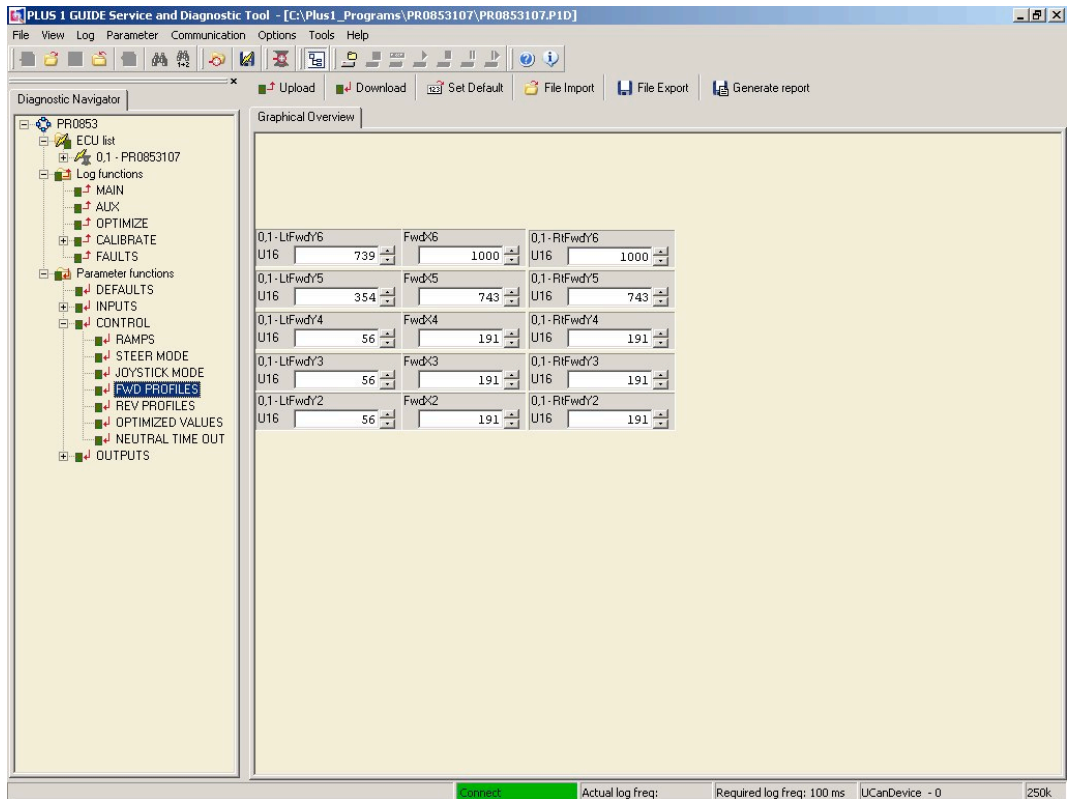 PLUS 1 GUIDE Service and Diagnostic Tool - [C:\Plus1_Programs\PR0853107\PR0853107.P1D]
File View Log Parameter Communication Options Tools Help
Upload Download Set Default File Import File Export Generate report
Diagnostic Navigator
Graphical Overview
PR0853
ECU list
0,1 - PR0853107
Log functions
MAIN
AUX
OPTIMIZE
CALIBRATE
FAULTS
Parameter functions
DEFAULTS
INPUTS
CONTROL
RAMPS
STEER MODE
JOYSTICK MODE
FWD PROFILES
REV PROFILES
OPTIMIZED VALUES
NEUTRAL TIME OUT
OUTPUTS
0,1-LtFwdY6 FwdX6 0,1-RtFwdY6
U16 739 1000 U16 1000
0,1-LtFwdY5 FwdX5 0,1-RtFwdY5
U16 354 743 U16 743
0,1-LtFwdY4 FwdX4 0,1-RtFwdY4
U16 56 191 U16 191
0,1-LtFwdY3 FwdX3 0,1-RtFwdY3
U16 56 191 U16 191
0,1-LtFwdY2 FwdX2 0,1-RtFwdY2
U16 56 191 U16 191
Connect Actual log freq: Required log freq: 100 ms UCanDevice - 0 250k